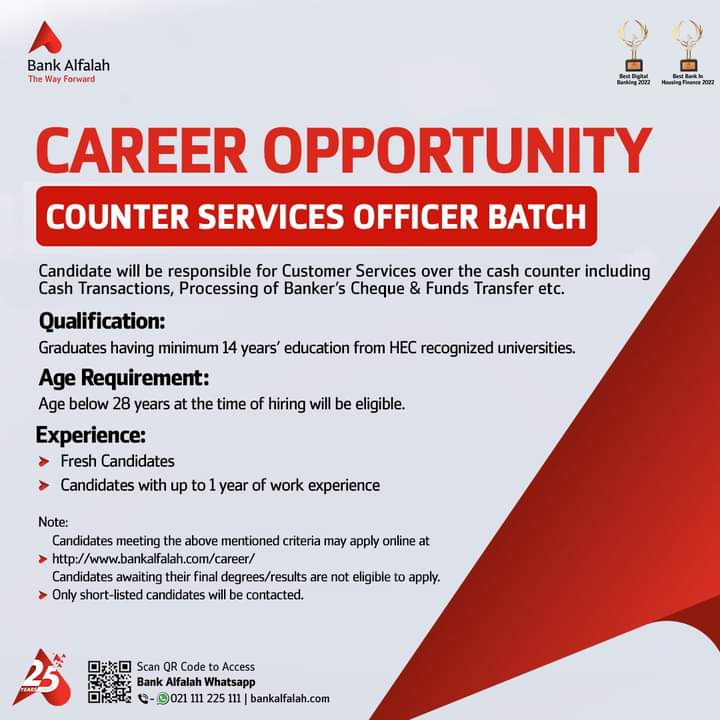 Bank Alfalah
The Way Forward
Best Digital
Banking 2022
Best Bank In
Housing Finance 2022
CAREER OPPORTUNITY
COUNTER SERVICES OFFICER BATCH
Candidate will be responsible for Customer Services over the cash counter including
Cash Transactions, Processing of Banker's Cheque & Funds Transfer etc.
Qualification:
Graduates having minimum 14 years' education from HEC recognized universities.
Age Requirement:
Age below 28 years at the time of hiring will be eligible.
Experience:
Fresh Candidates
Candidates with up to 1 year of work experience
Note:
Candidates meeting the above mentioned criteria may apply online at
http://www.bankalfalah.com/career/
Candidates awaiting their final degrees/results are not eligible to apply.
Only short-listed candidates will be contacted.
25
YEARS
Scan QR Code to Access
Bank Alfalah Whatsapp
- 021 111 225 111 | bankalfalah.com